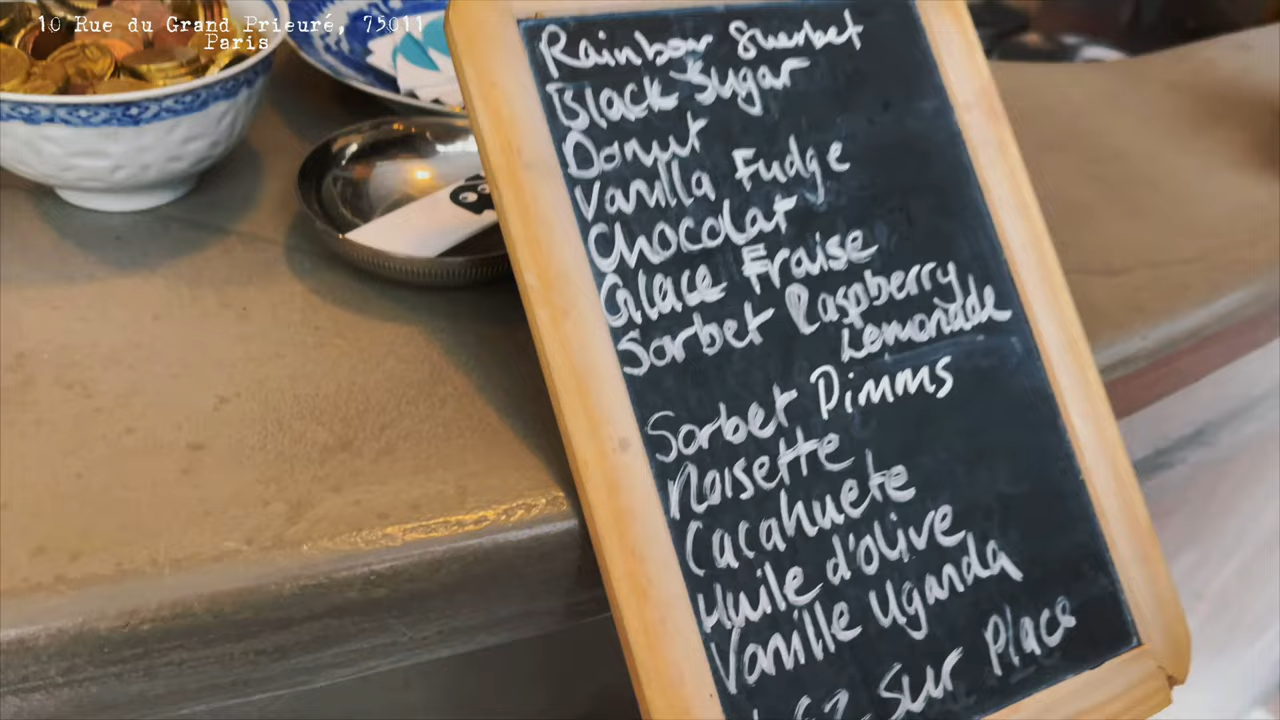 10 Rue du Grand Prieuré, 75011
Paris
Rainbow Sherbet
Black Sugar
Donut
Vanilla Fudge
Chocolat
Glace Fraise
Sorbet Raspberry
Lemonade
Sorbet Pimms
Noisette
Cacahuete
Huile d'olive
Vanille Uganda
sur Place